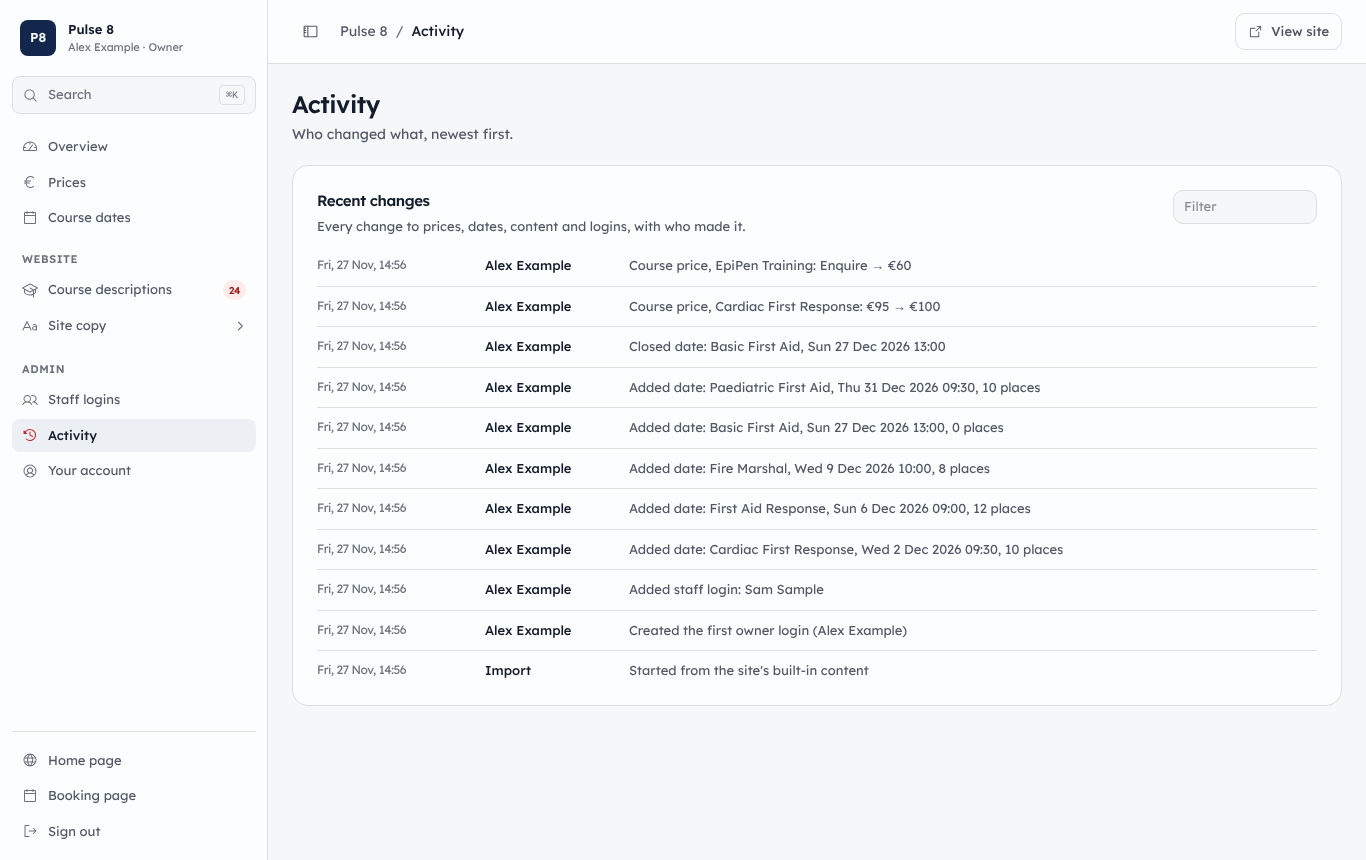 P8
Pulse 8
Alex Example · Owner
Search
⌘K
Overview
Prices
Course dates
WEBSITE
Course descriptions 24
Aa Site copy
ADMIN
Staff logins
Activity
Your account
Home page
Booking page
Sign out
Pulse 8 / Activity
View site
Activity
Who changed what, newest first.
Recent changes
Filter
Every change to prices, dates, content and logins, with who made it.
Fri, 27 Nov, 14:56 Alex Example Course price, EpiPen Training: Enquire → €60
Fri, 27 Nov, 14:56 Alex Example Course price, Cardiac First Response: €95 → €100
Fri, 27 Nov, 14:56 Alex Example Closed date: Basic First Aid, Sun 27 Dec 2026 13:00
Fri, 27 Nov, 14:56 Alex Example Added date: Paediatric First Aid, Thu 31 Dec 2026 09:30, 10 places
Fri, 27 Nov, 14:56 Alex Example Added date: Basic First Aid, Sun 27 Dec 2026 13:00, 0 places
Fri, 27 Nov, 14:56 Alex Example Added date: Fire Marshal, Wed 9 Dec 2026 10:00, 8 places
Fri, 27 Nov, 14:56 Alex Example Added date: First Aid Response, Sun 6 Dec 2026 09:00, 12 places
Fri, 27 Nov, 14:56 Alex Example Added date: Cardiac First Response, Wed 2 Dec 2026 09:30, 10 places
Fri, 27 Nov, 14:56 Alex Example Added staff login: Sam Sample
Fri, 27 Nov, 14:56 Alex Example Created the first owner login (Alex Example)
Fri, 27 Nov, 14:56 Import Started from the site's built-in content